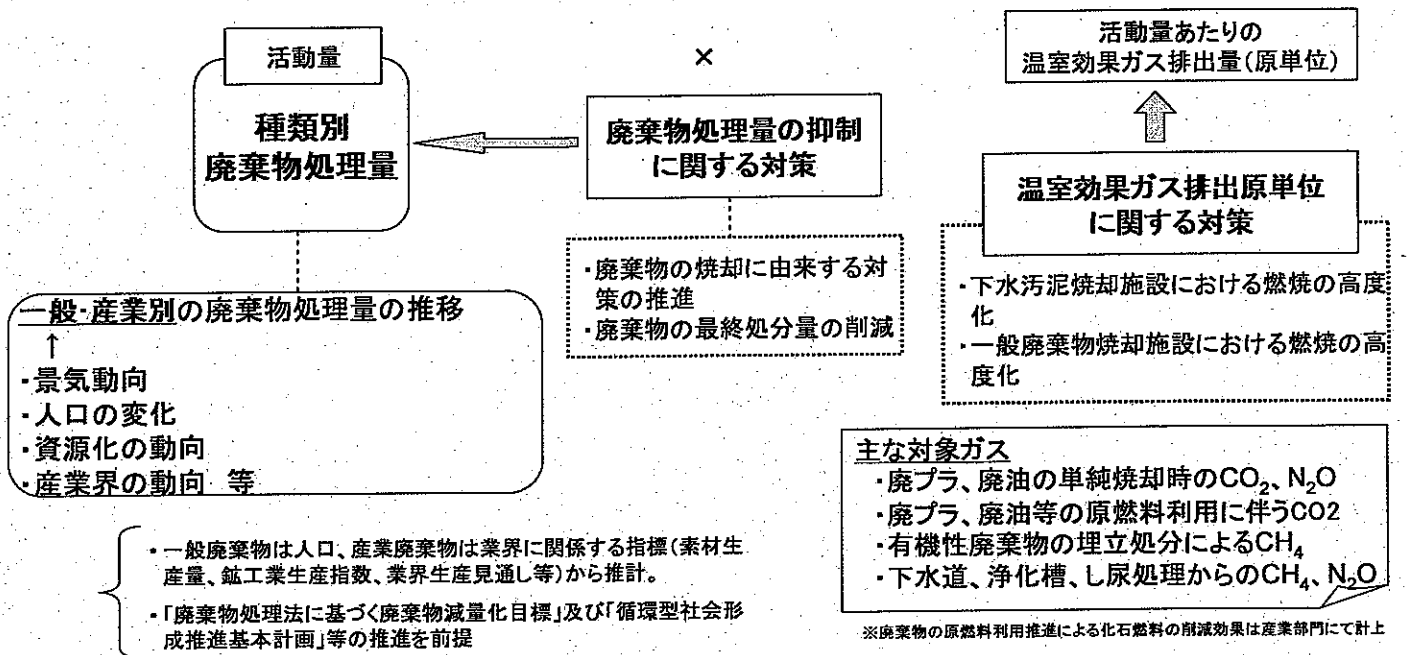 活動量
種類別
廃棄物処理量
×
廃棄物処理量の抑制
に関する対策
・廃棄物の焼却に由来する対
策の推進
・廃棄物の最終処分量の削減
活動量あたりの
温室効果ガス排出量(原単位)
温室効果ガス排出原単位
に関する対策
・下水汚泥焼却施設における燃焼の高度
化
・一般廃棄物焼却施設における燃焼の高
度化
一般・産業別の廃棄物処理量の推移
↑
・景気動向
・人口の変化
・資源化の動向
・産業界の動向 等
・一般廃棄物は人口、産業廃棄物は業界に関係する指標(素材生
産量、鉱工業生産指数、業界生産見通し等)から推計。
・「廃棄物処理法に基づく廃棄物減量化目標」及び「循環型社会形
成推進基本計画」等の推進を前提
主な対象ガス
・廃プラ、廃油の単純焼却時のCO₂、N₂O
・廃プラ、廃油等の原燃料利用に伴うCO2
・有機性廃棄物の埋立処分によるCH₄
・下水道、浄化槽、し尿処理からのCH₄、N₂O
※廃棄物の原燃料利用推進による化石燃料の削減効果は産業部門にて計上